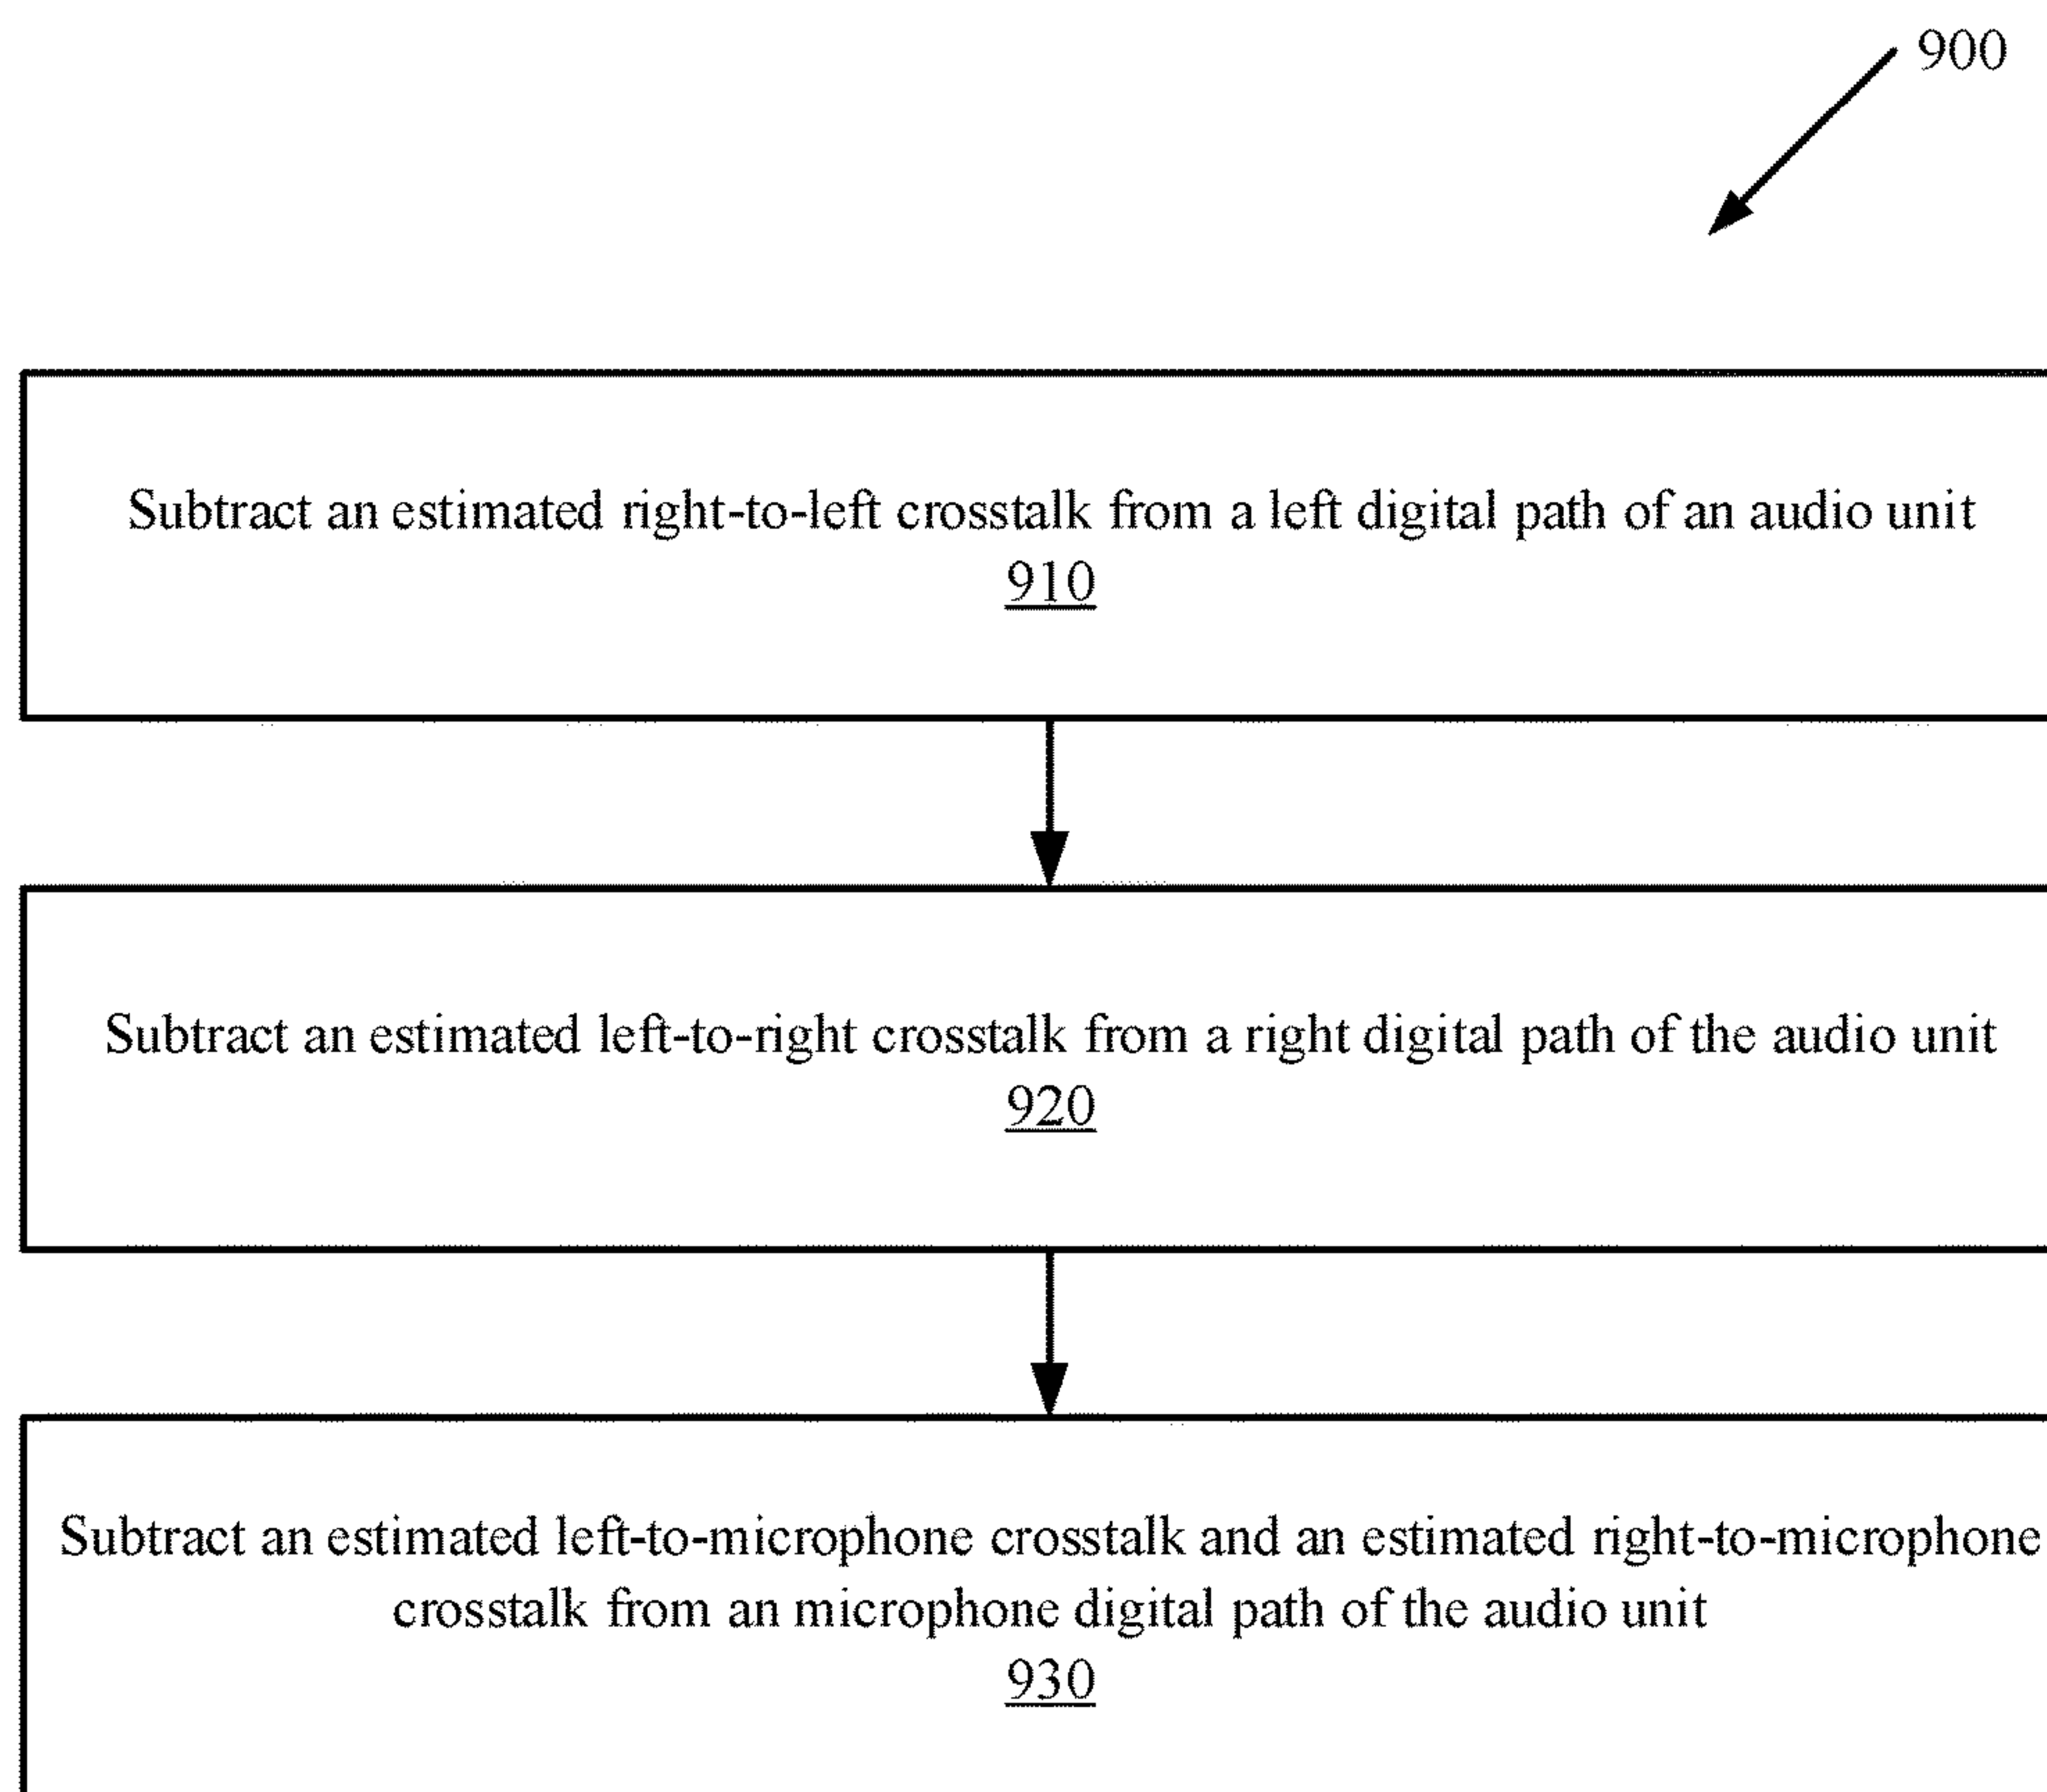 900
Subtract an estimated right-to-left crosstalk from a left digital path of an audio unit
910
Subtract an estimated left-to-right crosstalk from a right digital path of the audio unit
920
Subtract an estimated left-to-microphone crosstalk and an estimated right-to-microphone
crosstalk from an microphone digital path of the audio unit
930